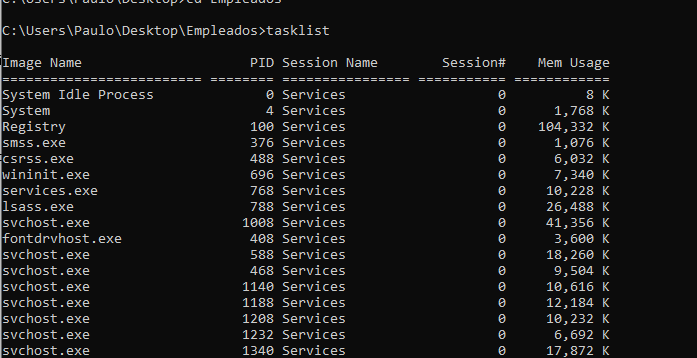 C:\Users\Paulo\Desktop>cd Empleados
C:\Users\Paulo\Desktop\Empleados>tasklist
Image Name                     PID Session Name        Session#    Mem Usage
========================= ======== ================ =========== ============
System Idle Process              0 Services                   0          8 K
System                           4 Services                   0      1,768 K
Registry                       100 Services                   0    104,332 K
smss.exe                       376 Services                   0      1,076 K
csrss.exe                      488 Services                   0      6,032 K
wininit.exe                    696 Services                   0      7,340 K
services.exe                   768 Services                   0     10,228 K
lsass.exe                      788 Services                   0     26,488 K
svchost.exe                   1008 Services                   0     41,356 K
fontdrvhost.exe                408 Services                   0      3,600 K
svchost.exe                    588 Services                   0     18,260 K
svchost.exe                    468 Services                   0      9,504 K
svchost.exe                   1140 Services                   0     10,616 K
svchost.exe                   1188 Services                   0     12,184 K
svchost.exe                   1208 Services                   0     10,232 K
svchost.exe                   1232 Services                   0      6,692 K
svchost.exe                   1340 Services                   0     17,872 K